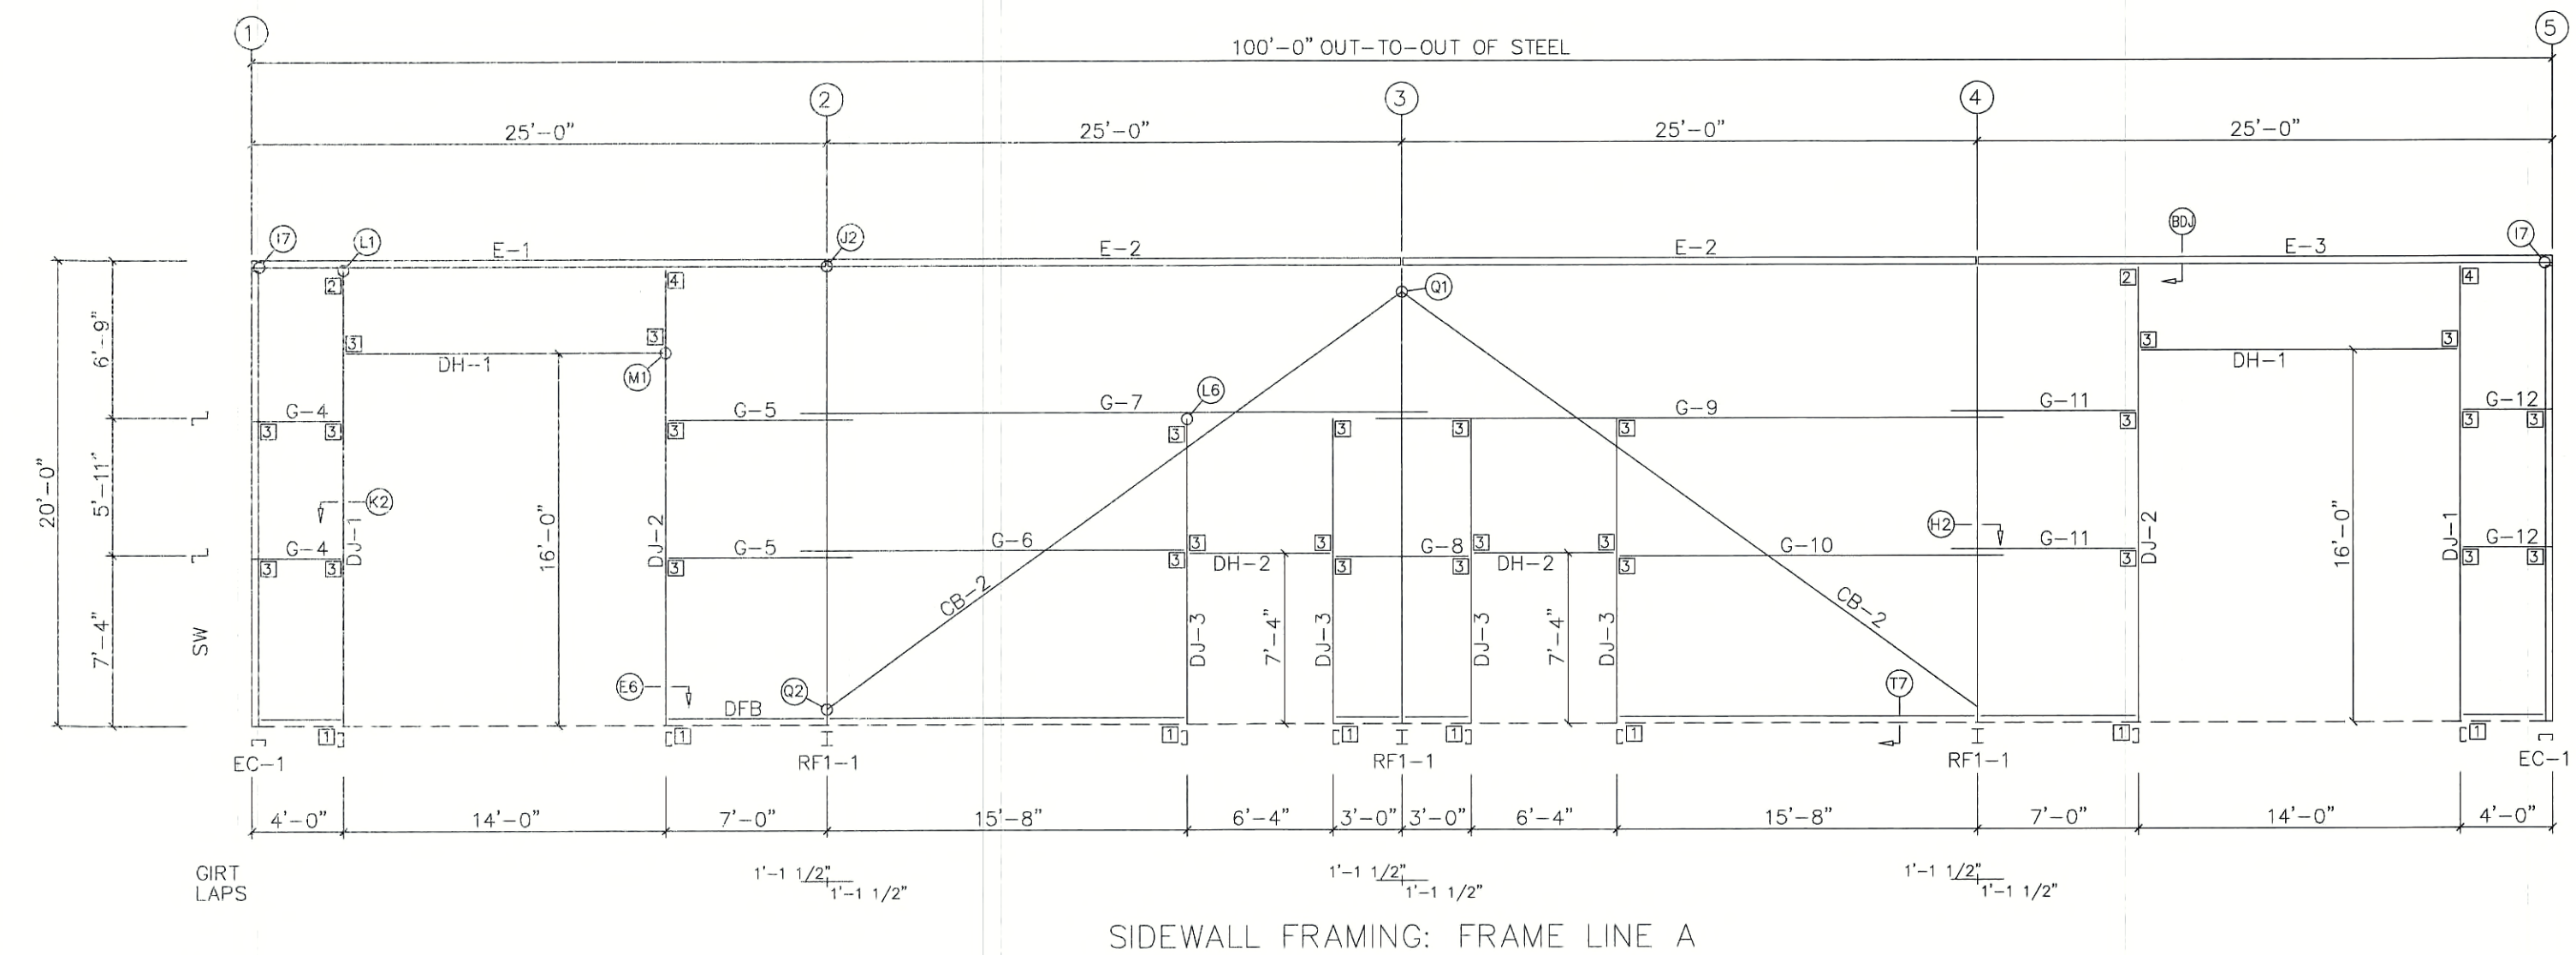 1
5
100'-0" OUT-TO-OUT OF STEEL
2
3
4
25'-0"
25'-0"
25'-0"
25'-0"
I7
L1
E-1
J2
E-2
E-2
BDJ
E-3
I7
2
4
Q1
2
4
6'-9"
3
3
DH-1
M1
3
3
DH-1
G-4
G-5
G-7
L6
G-9
G-11
G-12
3
3
3
3
3
3
3
3
3
3
20'-0"
5'-11"
K2
DJ-1
16'-0"
DJ-2
H2
DJ-2
16'-0"
DJ-1
G-4
G-5
G-6
3
3
G-8
3
3
G-10
G-11
G-12
3
3
3
3
DH-2
3
3
DH-2
3
3
3
3
7'-4"
SW
CB-2
DJ-3
7'-4"
DJ-3
DJ-3
7'-4"
DJ-3
CB-2
E6
DFB
Q2
T7
1
1
1
1
1
1
1
1
EC-1
RF1-1
RF1-1
RF1-1
EC-1
4'-0"
14'-0"
7'-0"
15'-8"
6'-4"
3'-0"
3'-0"
6'-4"
15'-8"
7'-0"
14'-0"
4'-0"
GIRT
LAPS
1'-1 1/2"
1'-1 1/2"
1'-1 1/2"
1'-1 1/2"
1'-1 1/2"
1'-1 1/2"
SIDEWALL FRAMING: FRAME LINE A